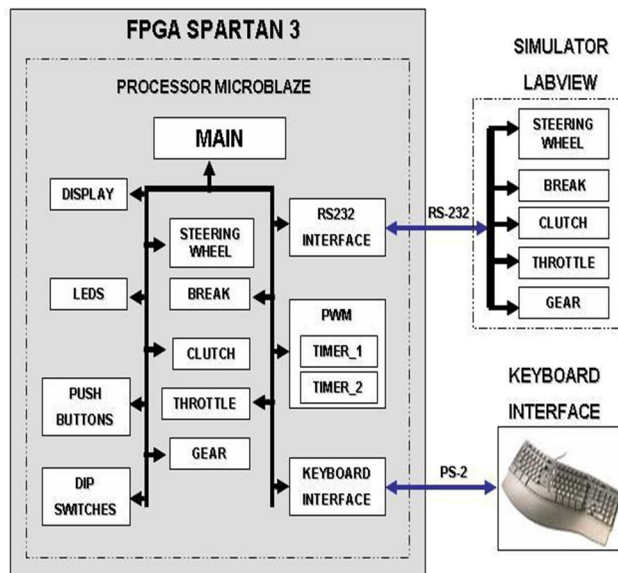 FPGA SPARTAN 3
PROCESSOR MICROBLAZE
MAIN
DISPLAY
STEERING
WHEEL
LEDS
BREAK
CLUTCH
PUSH
BUTTONS
THROTTLE
GEAR
DIP
SWITCHES
RS232
INTERFACE
PWM
TIMER_1
TIMER_2
KEYBOARD
INTERFACE
RS-232
PS-2
SIMULATOR
LABVIEW
STEERING
WHEEL
BREAK
CLUTCH
THROTTLE
GEAR
KEYBOARD
INTERFACE